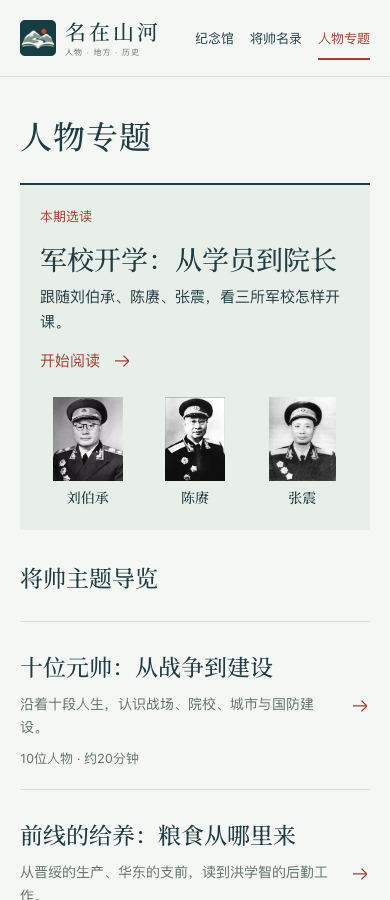 名在山河
人物 · 地方 · 历史
纪念馆
将帅名录
人物专题
人物专题
本期选读
军校开学：从学员到院长
跟随刘伯承、陈赓、张震，看三所军校怎样开
课。
开始阅读 →
刘伯承
陈赓
张震
将帅主题导览
十位元帅：从战争到建设
沿着十段人生，认识战场、院校、城市与国防建
设。
10位人物 · 约20分钟
前线的给养：粮食从哪里来
从晋绥的生产、华东的支前，读到洪学智的后勤工
作。